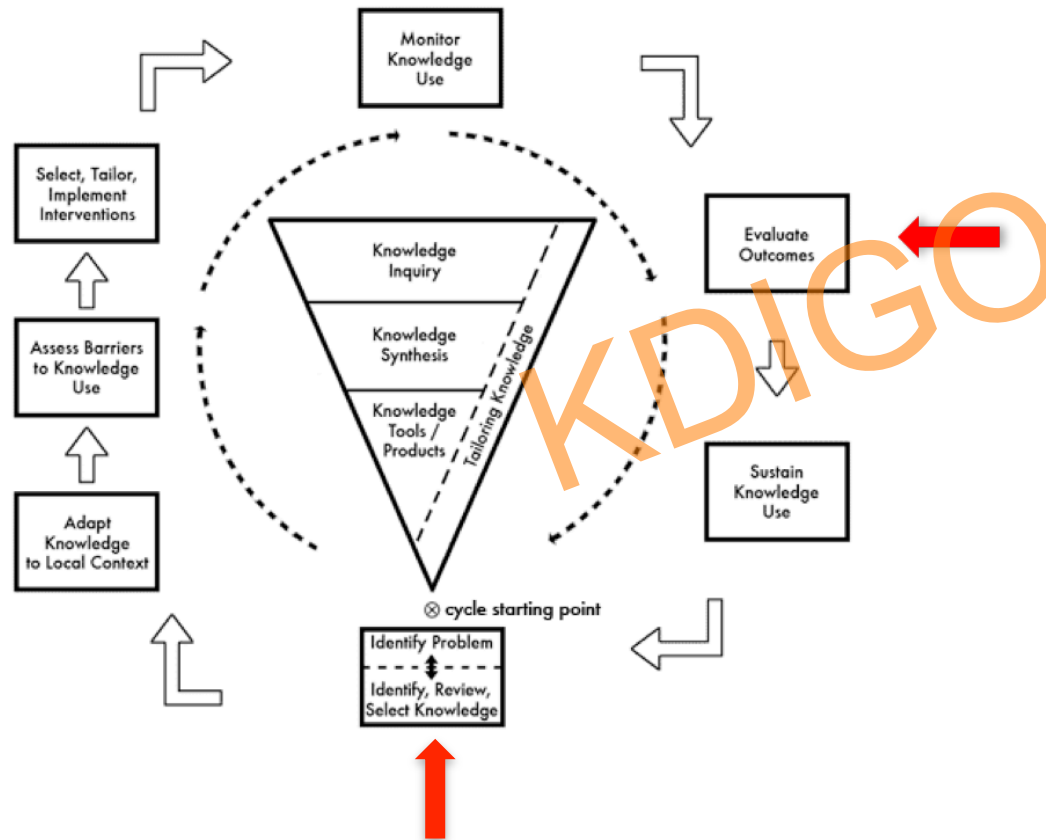 Monitor
Knowledge
Use
Select, Tailor,
Implement
Interventions
Evaluate
Outcomes
Knowledge
Inquiry
Knowledge
Synthesis
Knowledge
Tools /
Products
Tailoring Knowledge
KDIGO
Assess Barriers
to Knowledge
Use
Sustain
Knowledge
Use
Adapt
Knowledge
to Local Context
⊗ cycle starting point
Identify Problem
Identify, Review,
Select Knowledge